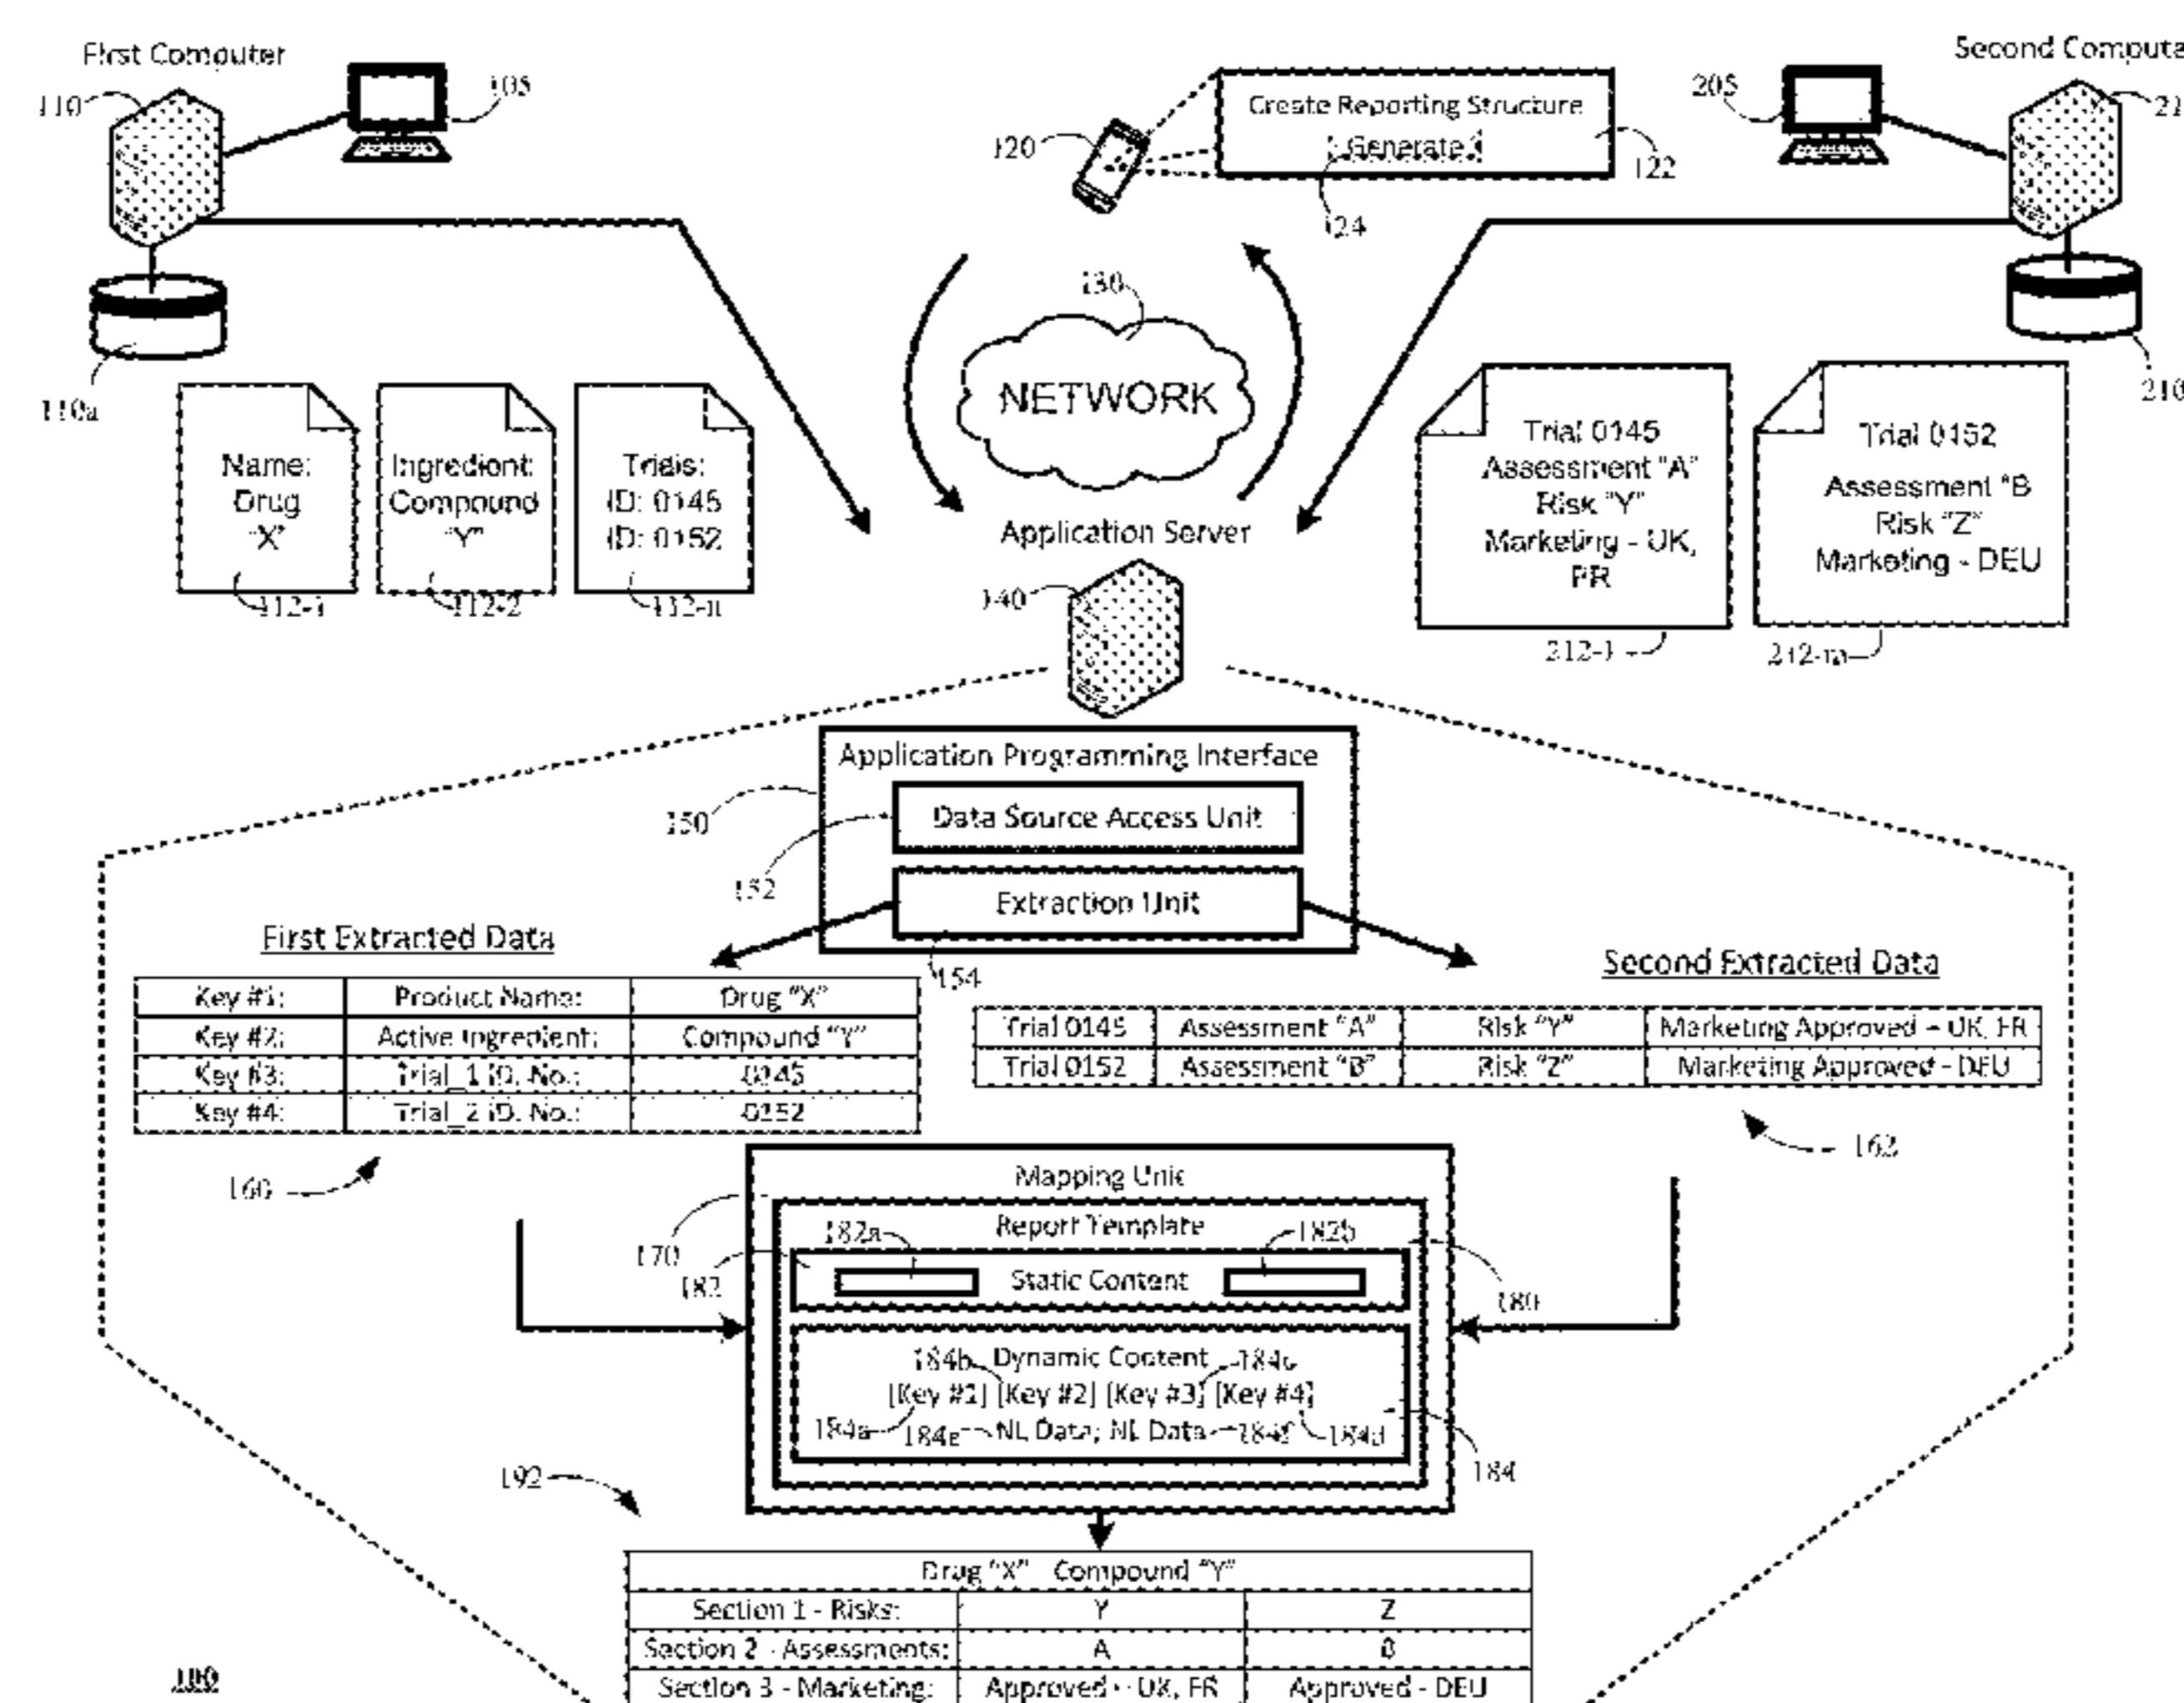 First Computer
110
105
120
Create Reporting Structure
Generate
122
124
205
Second Compute
21
110a
130
NETWORK
210
Name:
Drug
"X"
112-1
Ingredient:
Compound
"Y"
112-2
Trials:
ID: 0145
ID: 0152
112-n
Application Server
140
Trial 0145
Assessment "A"
Risk "Y"
Marketing - UK,
FR
212-1
Trial 0152
Assessment "B
Risk "Z"
Marketing - DEU
212-m
Application Programming Interface
150
Data Source Access Unit
152
Extraction Unit
154
First Extracted Data
Key #1: Product Name: Drug "X"
Key #2: Active Ingredient: Compound "Y"
Key #3: Trial_1 ID. No.: 0145
Key #4: Trial_2 ID. No.: 0152
160
Second Extracted Data
Trial 0145 Assessment "A" Risk "Y" Marketing Approved - UK, FR
Trial 0152 Assessment "B" Risk "Z" Marketing Approved - DEU
162
Mapping Unit
170
Report Template
182a
182b
182
Static Content
180
184b Dynamic Content 184c
[Key #1] [Key #2] [Key #3] [Key #4]
184a 184e NL Data; NL Data 184f 184d
184
192
Drug "X" Compound "Y"
Section 1 - Risks: Y Z
Section 2 - Assessments: A B
Section 3 - Marketing: Approved - UK, FR Approved - DEU
100